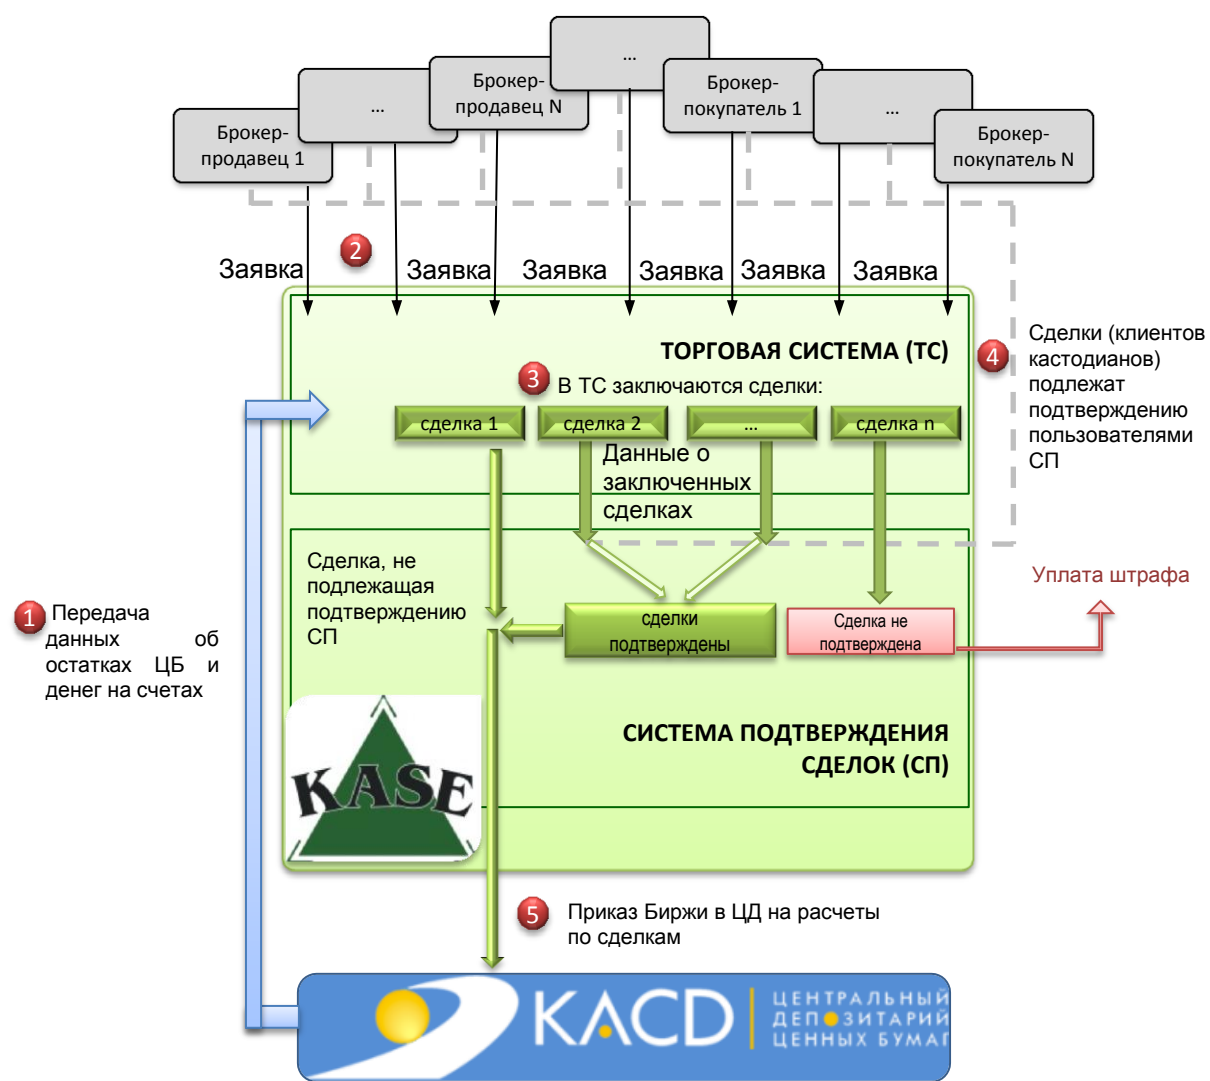 ...
Брокер-
продавец N
Брокер-
покупатель 1
...
...
Брокер-
продавец 1
Брокер-
покупатель N
2
Заявка
Заявка
Заявка
Заявка
Заявка
Заявка
ТОРГОВАЯ СИСТЕМА (ТС)
3 В ТС заключаются сделки:
4 Сделки (клиентов
кастодианов)
подлежат
подтверждению
пользователями
СП
сделка 1
сделка 2
...
сделка n
Данные о
заключенных
сделках
Сделка, не
подлежащая
подтверждению
СП
Уплата штрафа
1 Передача
данных об
остатках ЦБ и
денег на счетах
сделки
подтверждены
Сделка не
подтверждена
СИСТЕМА ПОДТВЕРЖДЕНИЯ
СДЕЛОК (СП)
KASE
5 Приказ Биржи в ЦД на расчеты
по сделкам
KACD
ЦЕНТРАЛЬНЫЙ
ДЕПОЗИТАРИЙ
ЦЕННЫХ БУМАГ